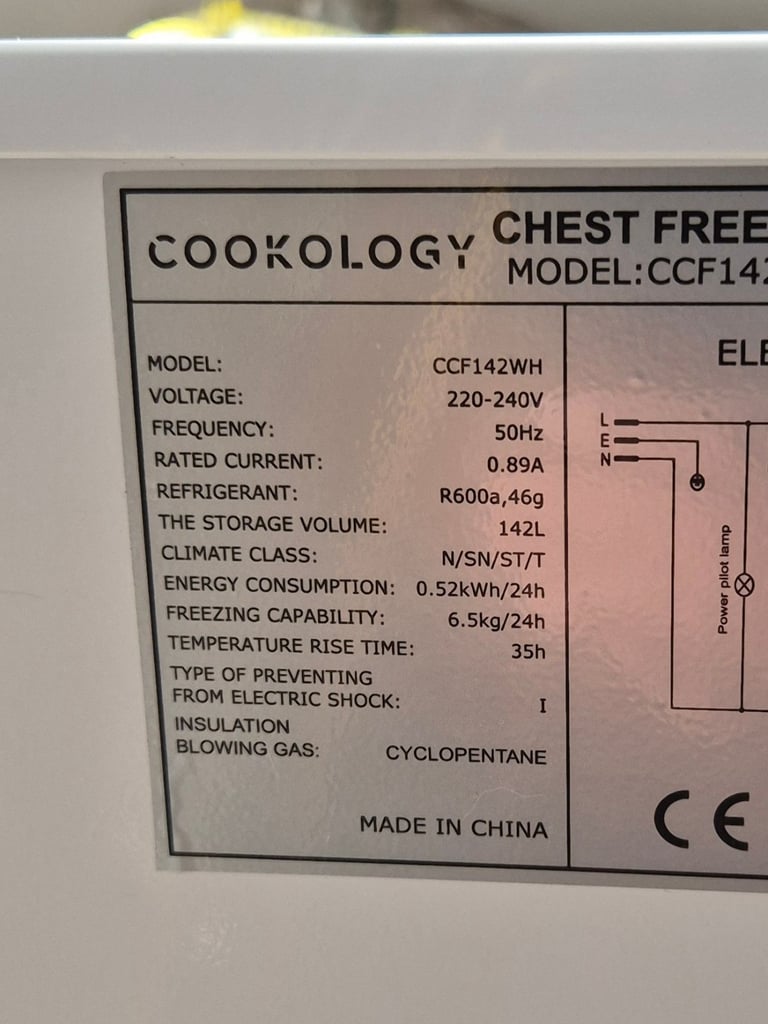 COOKOLOGY CHEST FREE
MODEL:CCF142
MODEL: CCF142WH
VOLTAGE: 220-240V
FREQUENCY: 50Hz
RATED CURRENT: 0.89A
REFRIGERANT: R600a,46g
THE STORAGE VOLUME: 142L
CLIMATE CLASS: N/SN/ST/T
ENERGY CONSUMPTION: 0.52kWh/24h
FREEZING CAPABILITY: 6.5kg/24h
TEMPERATURE RISE TIME: 35h
TYPE OF PREVENTING
FROM ELECTRIC SHOCK: I
INSULATION
BLOWING GAS: CYCLOPENTANE
MADE IN CHINA
ELE
L
E
N
Power pilot lamp
CE